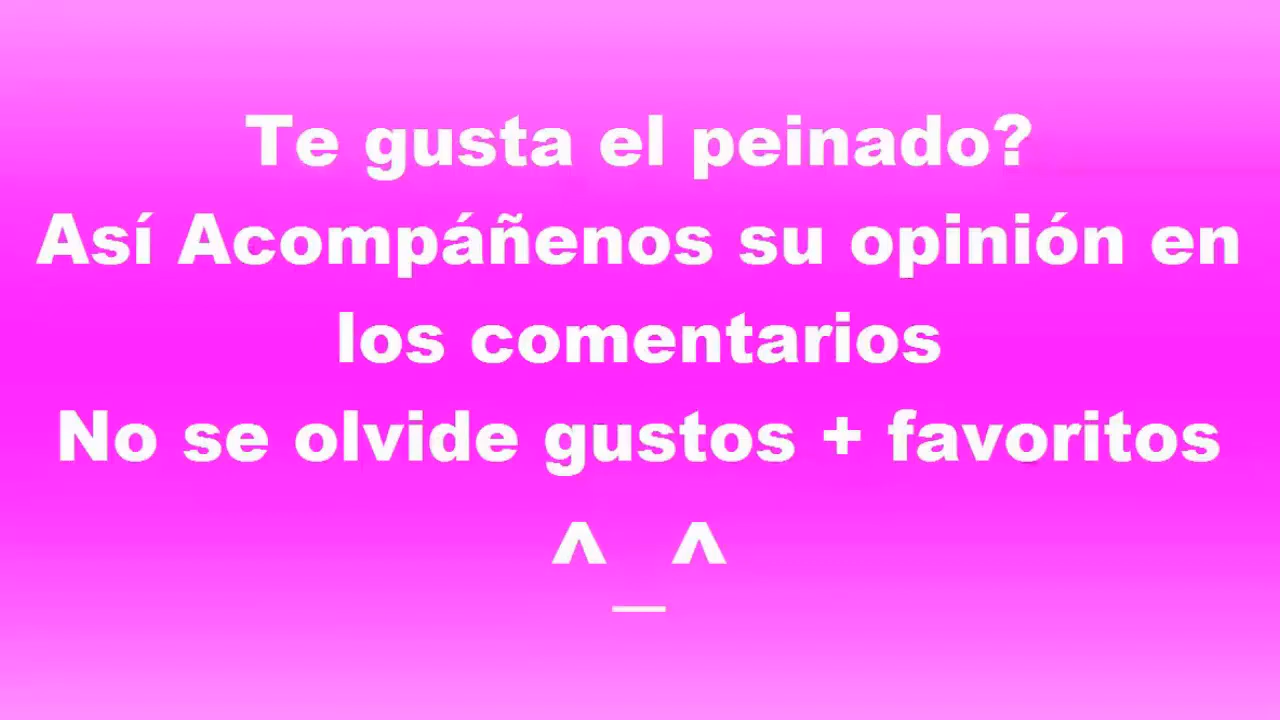 Te gusta el peinado?
Así Acompáñenos su opinión en
los comentarios
No se olvide gustos + favoritos
^_^